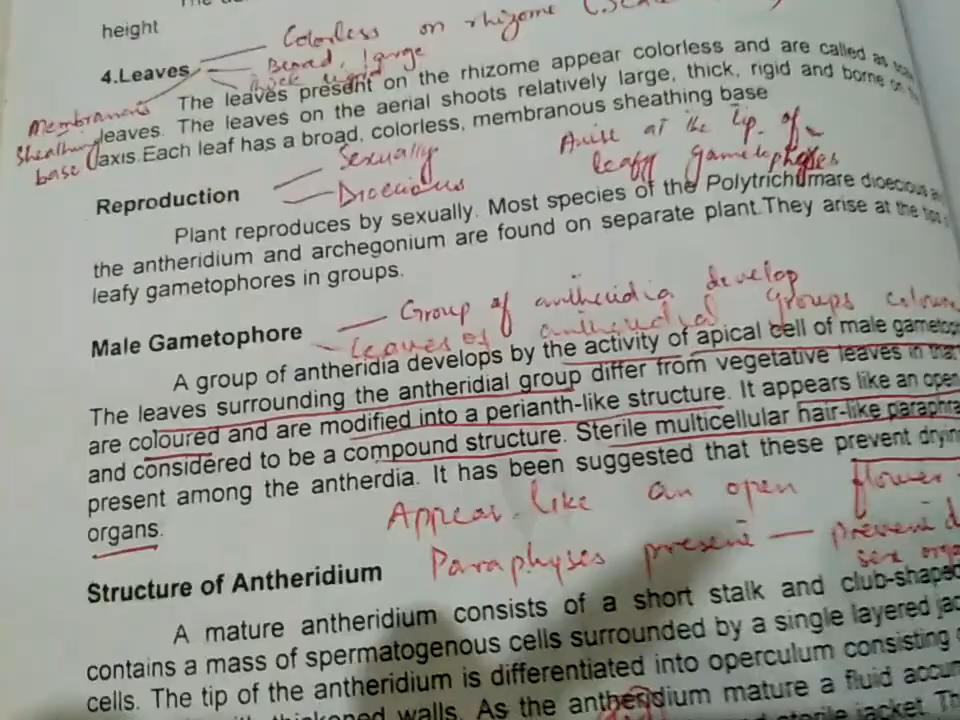 height
Colorless on rhizome
4.Leaves
Broad, large
The leaves present on the rhizome appear colorless and are called as
Membranous
leaves. The leaves on the aerial shoots relatively large, thick, rigid and borne on
Sheathing
axis.Each leaf has a broad, colorless, membranous sheathing base
base
Sexually
Arise at the tip of
leafy gametophores
Reproduction
Dioecious
Plant reproduces by sexually. Most species of the Polytrichumare dioecious
the antheridium and archegonium are found on separate plant.They arise at the tips
leafy gametophores in groups.
Group of antheridia develop
Male Gametophore
leaves of antheridial groups
A group of antheridia develops by the activity of apical cell of male
The leaves surrounding the antheridial group differ from vegetative leaves in that
are coloured and are modified into a perianth-like structure. It appears like an open
and considered to be a compound structure. Sterile multicellular hair-like
present among the antherdia. It has been suggested that these prevent
organs.
Appear like an open flower
Paraphyses present — prevent
sex
Structure of Antheridium
A mature antheridium consists of a short stalk and club-shaped
contains a mass of spermatogenous cells surrounded by a single layered
cells. The tip of the antheridium is differentiated into operculum consisting
walls. As the antheridium mature a fluid
jacket.